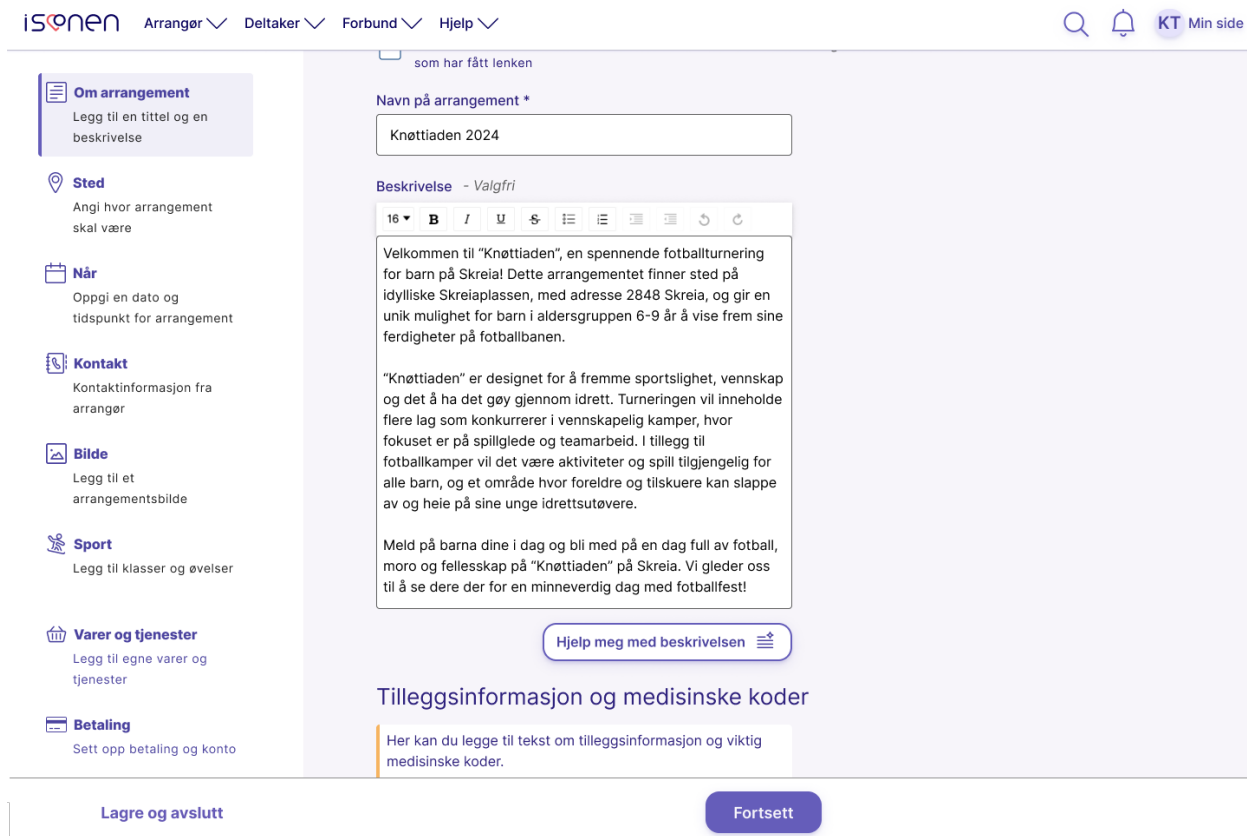 isonen
Arrangør
Deltaker
Forbund
Hjelp
KT Min side
Om arrangement
Legg til en tittel og en
beskrivelse
Sted
Angi hvor arrangement
skal være
Når
Oppgi en dato og
tidspunkt for arrangement
Kontakt
Kontaktinformasjon fra
arrangør
Bilde
Legg til et
arrangementsbilde
Sport
Legg til klasser og øvelser
Varer og tjenester
Legg til egne varer og
tjenester
Betaling
Sett opp betaling og konto
som har fått lenken
Navn på arrangement *
Knøttiaden 2024
Beskrivelse - Valgfri
16 B I U S
Velkommen til “Knøttiaden”, en spennende fotballturnering
for barn på Skreia! Dette arrangementet finner sted på
idylliske Skreiaplassen, med adresse 2848 Skreia, og gir en
unik mulighet for barn i aldersgruppen 6-9 år å vise frem sine
ferdigheter på fotballbanen.
“Knøttiaden” er designet for å fremme sportslighet, vennskap
og det å ha det gøy gjennom idrett. Turneringen vil inneholde
flere lag som konkurrerer i vennskapelig kamper, hvor
fokuset er på spillglede og teamarbeid. I tillegg til
fotballkamper vil det være aktiviteter og spill tilgjengelig for
alle barn, og et område hvor foreldre og tilskuere kan slappe
av og heie på sine unge idrettsutøvere.
Meld på barna dine i dag og bli med på en dag full av fotball,
moro og fellesskap på “Knøttiaden” på Skreia. Vi gleder oss
til å se dere der for en minneverdig dag med fotballfest!
Hjelp meg med beskrivelsen
Tilleggsinformasjon og medisinske koder
Her kan du legge til tekst om tilleggsinformasjon og viktig
medisinske koder.
Lagre og avslutt
Fortsett